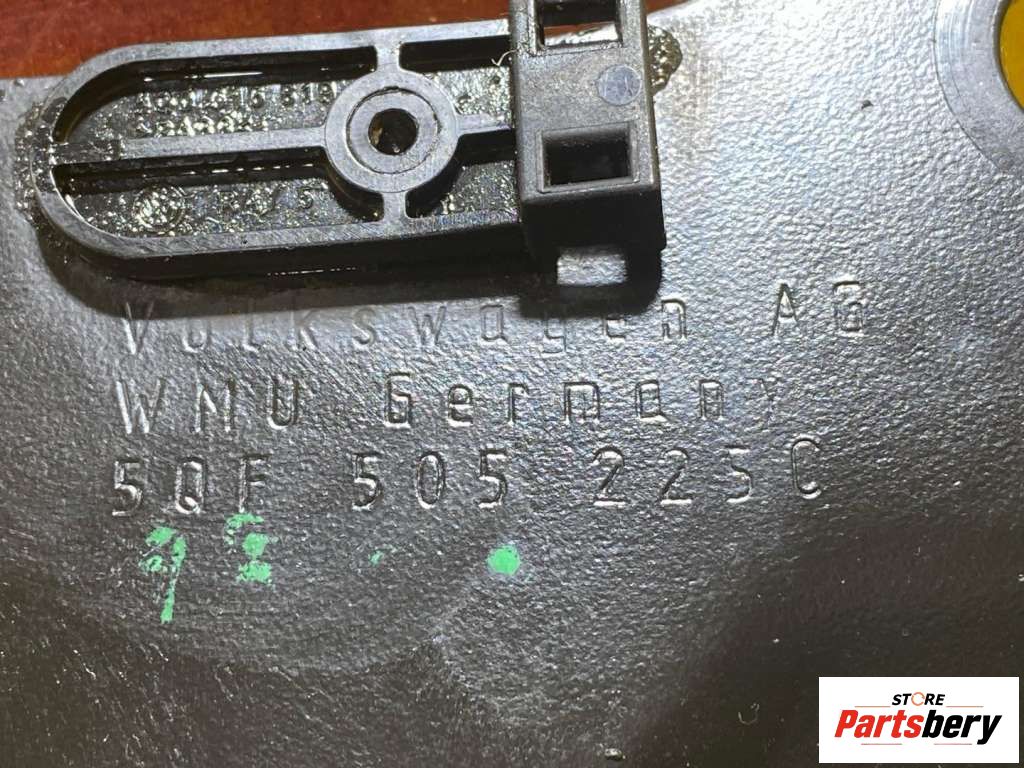 Volkswagen AG
WMU Germany
5QF 505 225C
STORE
Partsbery